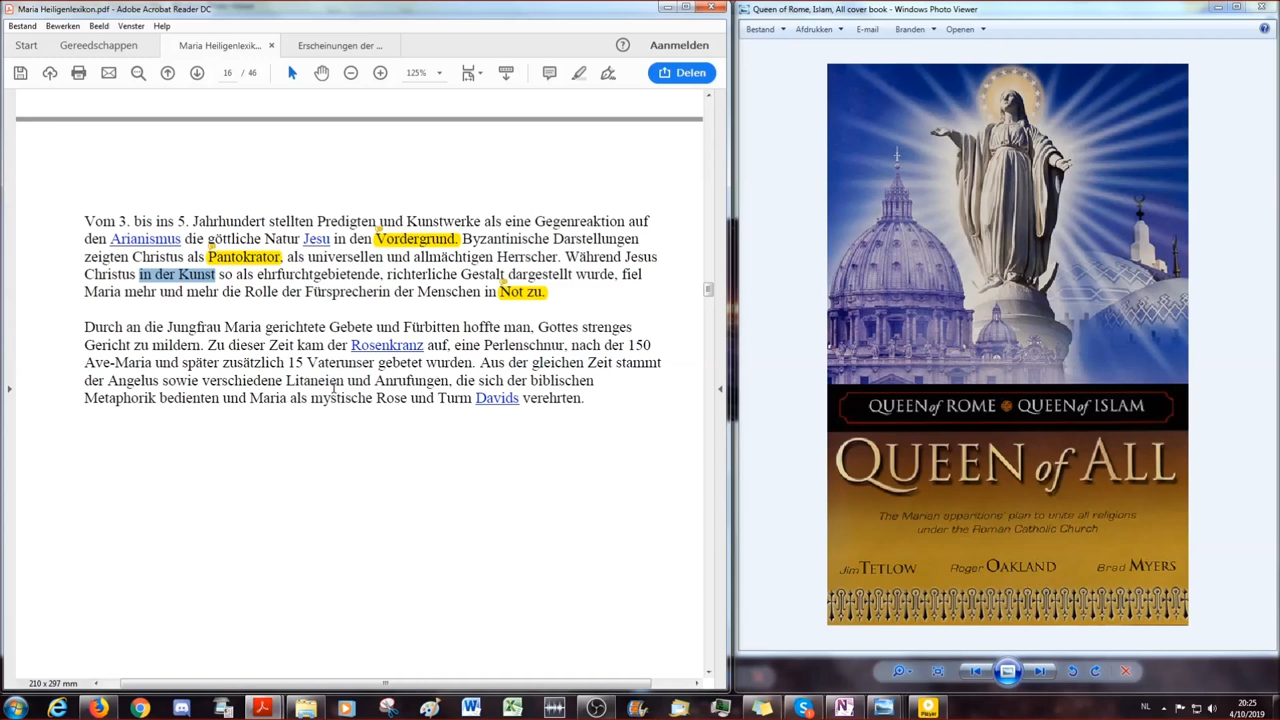 Maria Heiligenlexikon.pdf - Adobe Acrobat Reader DC
Bestand Bewerken Beeld Venster Help
Start Gereedschappen Maria Heiligenlexik... × Erscheinungen der ... Aanmelden
16 / 46 125% Delen
Vom 3. bis ins 5. Jahrhundert stellten Predigten und Kunstwerke als eine Gegenreaktion auf
den Arianismus die göttliche Natur Jesu in den Vordergrund. Byzantinische Darstellungen
zeigten Christus als Pantokrator, als universellen und allmächtigen Herrscher. Während Jesus
Christus in der Kunst so als ehrfurchtgebietende, richterliche Gestalt dargestellt wurde, fiel
Maria mehr und mehr die Rolle der Fürsprecherin der Menschen in Not zu.
Durch an die Jungfrau Maria gerichtete Gebete und Fürbitten hoffte man, Gottes strenges
Gericht zu mildern. Zu dieser Zeit kam der Rosenkranz auf, eine Perlenschnur, nach der 150
Ave-Maria und später zusätzlich 15 Vaterunser gebetet wurden. Aus der gleichen Zeit stammt
der Angelus sowie verschiedene Litaneien und Anrufungen, die sich der biblischen
Metaphorik bedienten und Maria als mystische Rose und Turm Davids verehrten.
210 x 297 mm
Queen of Rome, Islam, All cover book - Windows Photo Viewer
Bestand Afdrukken E-mail Branden Openen
QUEEN of ROME QUEEN of ISLAM
QUEEN of ALL
The Marian apparitions' plan to unite all religions
under the Roman Catholic Church
Jim TETLOW Roger OAKLAND Brad MYERS
Player
NL
20:25
4/10/2019